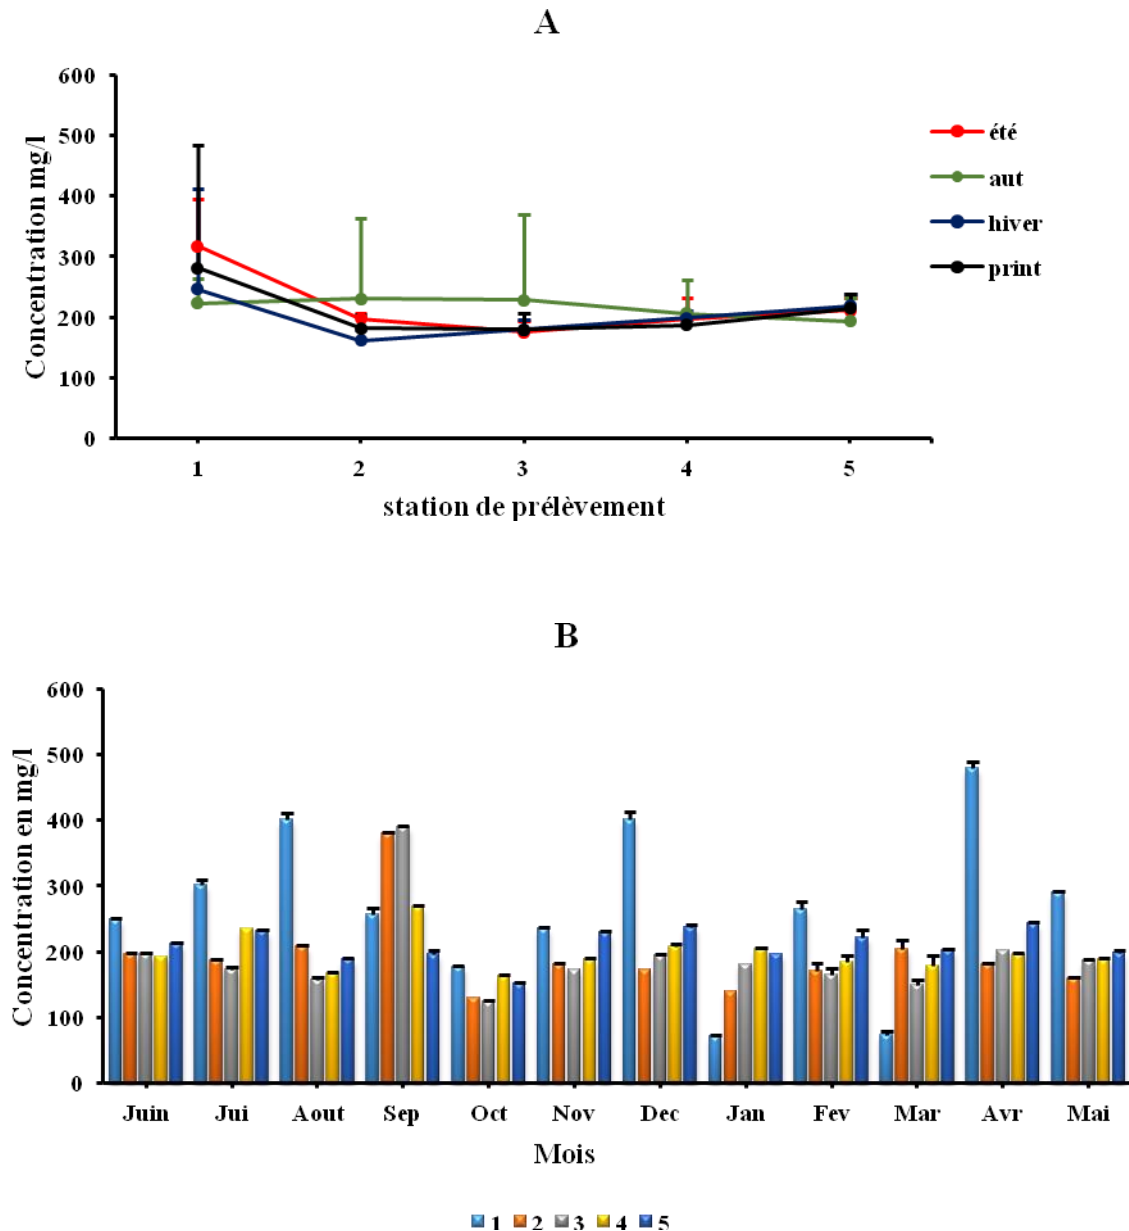 A
600
500
400
300
200
100
0
Concentration mg/l
1 2 3 4 5
station de prélèvement
été
aut
hiver
print
B
600
500
400
300
200
100
0
Concentration en mg/l
Juin Jui Aout Sep Oct Nov Dec Jan Fev Mar Avr Mai
Mois
1 2 3 4 5